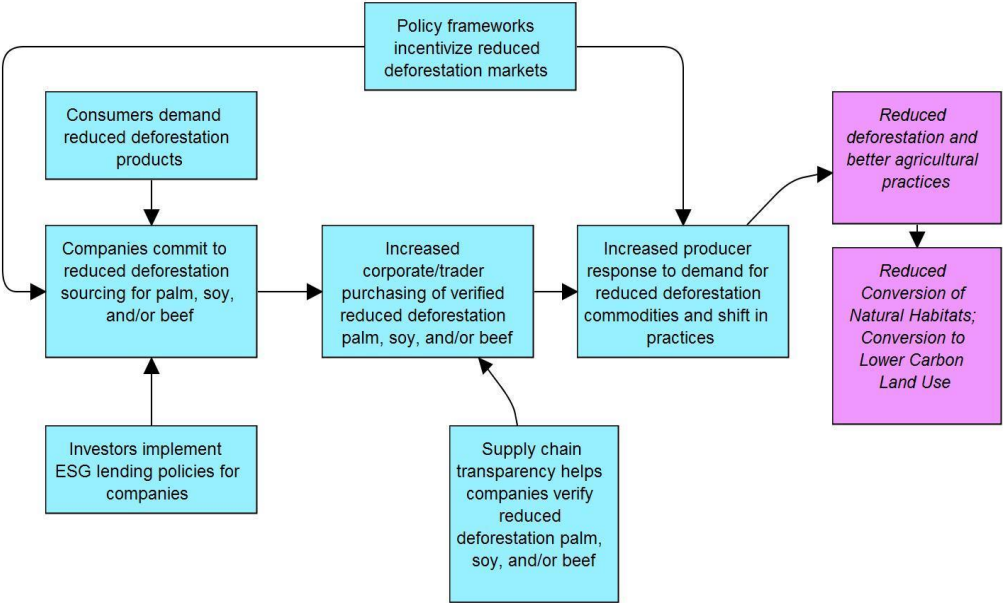 Policy frameworks
incentivize reduced
deforestation markets
Consumers demand
reduced deforestation
products
Reduced
deforestation and
better agricultural
practices
Companies commit to
reduced deforestation
sourcing for palm, soy,
and/or beef
Increased
corporate/trader
purchasing of verified
reduced deforestation
palm, soy, and/or beef
Increased producer
response to demand for
reduced deforestation
commodities and shift in
practices
Reduced
Conversion of
Natural Habitats;
Conversion to
Lower Carbon
Land Use
Investors implement
ESG lending policies for
companies
Supply chain
transparency helps
companies verify
reduced
deforestation palm,
soy, and/or beef